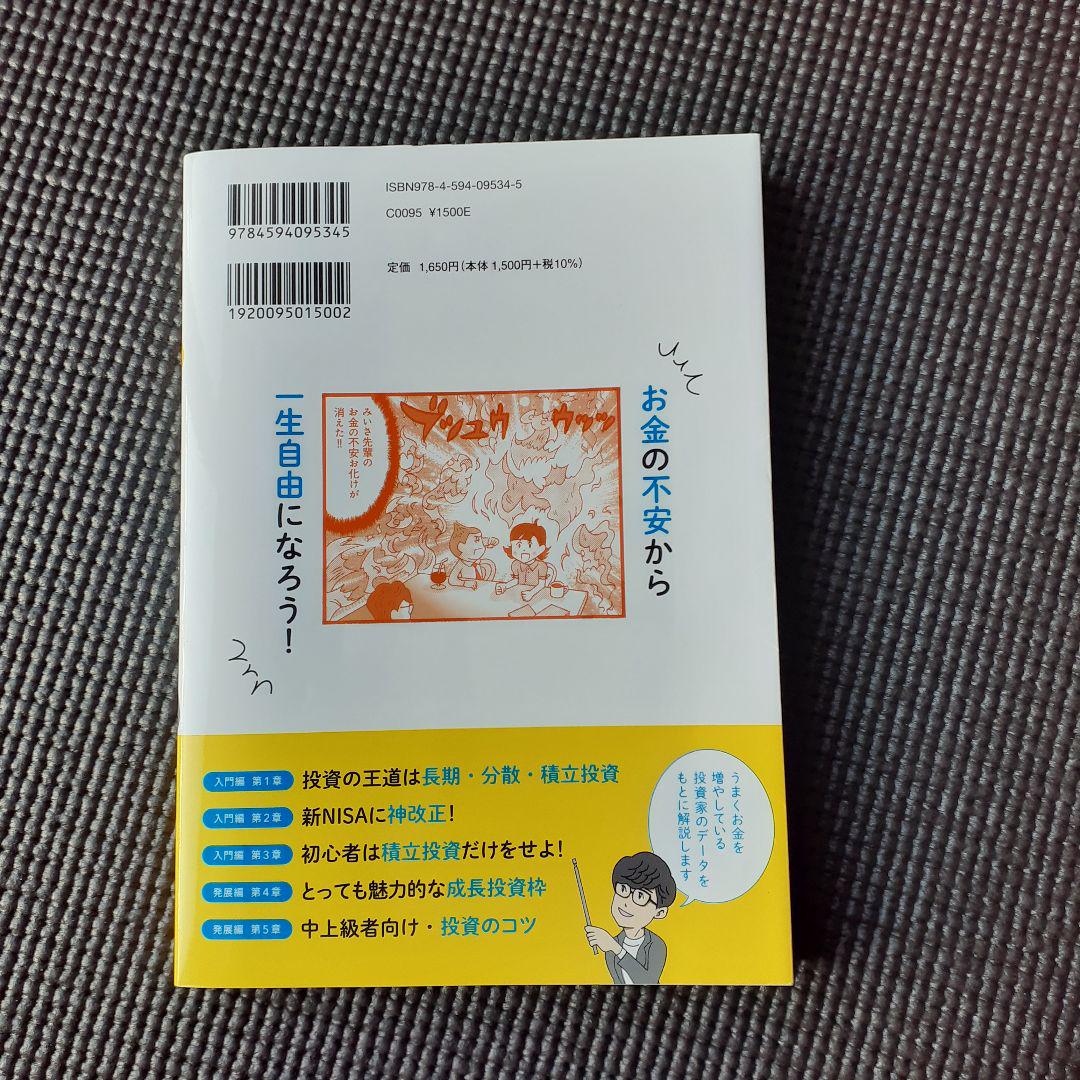 9784594095345
ISBN978-4-594-09534-5
C0095 ¥1500E
1920095015002
定価 1,650円(本体 1,500円+税10%)
お金の不安から
一生自由になろう!
ブシュウ ウゥッッ
みいさ先輩の
お金の不安お化けが
消えた!!
入門編 第1章 投資の王道は長期・分散・積立投資
入門編 第2章 新NISAに神改正!
入門編 第3章 初心者は積立投資だけをせよ!
発展編 第4章 とっても魅力的な成長投資枠
発展編 第5章 中上級者向け・投資のコツ
うまくお金を
増やしている
投資家のデータを
もとに解説します